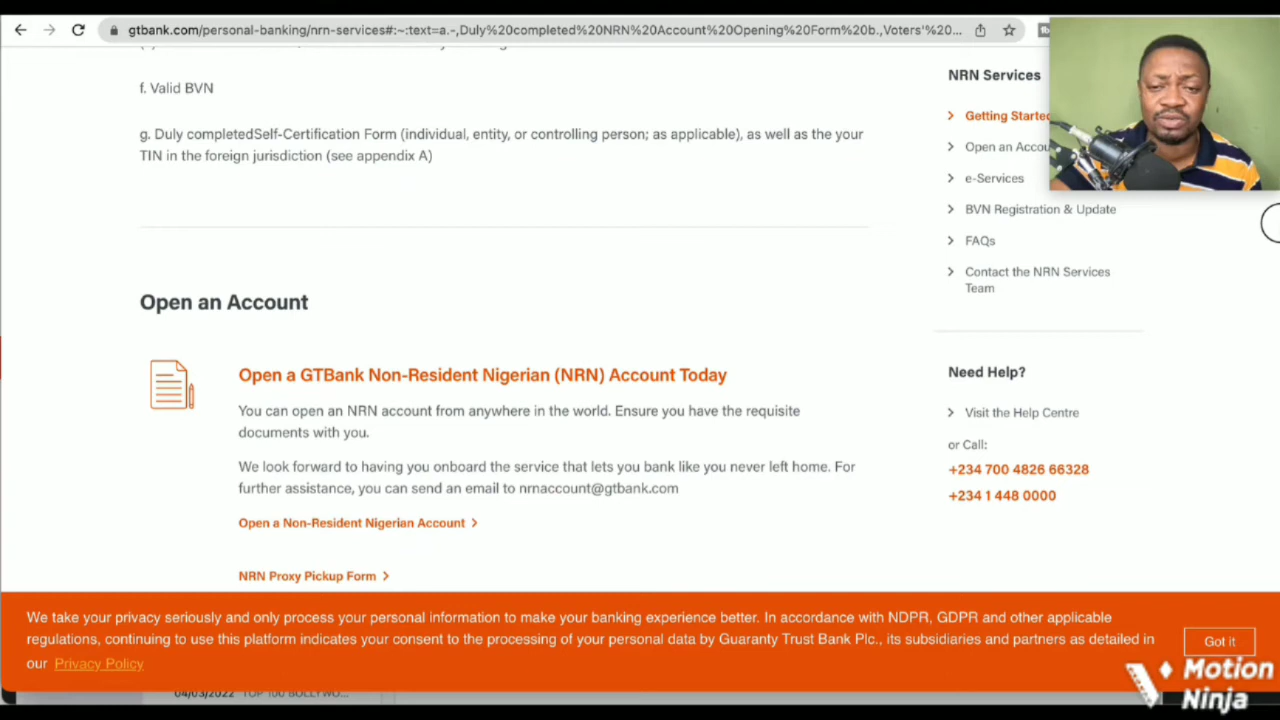 gtbank.com/personal-banking/nrn-services#:~:text=a.-,Duly%20completed%20NRN%20Account%20Opening%20Form%20b.,Voters'%20...
f. Valid BVN
g. Duly completedSelf-Certification Form (individual, entity, or controlling person; as applicable), as well as the your
TIN in the foreign jurisdiction (see appendix A)
Open an Account
Open a GTBank Non-Resident Nigerian (NRN) Account Today
You can open an NRN account from anywhere in the world. Ensure you have the requisite
documents with you.
We look forward to having you onboard the service that lets you bank like you never left home. For
further assistance, you can send an email to nrnaccount@gtbank.com
Open a Non-Resident Nigerian Account
NRN Proxy Pickup Form
NRN Services
Getting Started
Open an Accou
e-Services
BVN Registration & Update
FAQs
Contact the NRN Services
Team
Need Help?
Visit the Help Centre
or Call:
+234 700 4826 66328
+234 1 448 0000
We take your privacy seriously and only process your personal information to make your banking experience better. In accordance with NDPR, GDPR and other applicable
regulations, continuing to use this platform indicates your consent to the processing of your personal data by Guaranty Trust Bank Plc., its subsidiaries and partners as detailed in
our Privacy Policy
Got it
04/03/2022 TOP 100 BOLLYWO...
Motion
Ninja